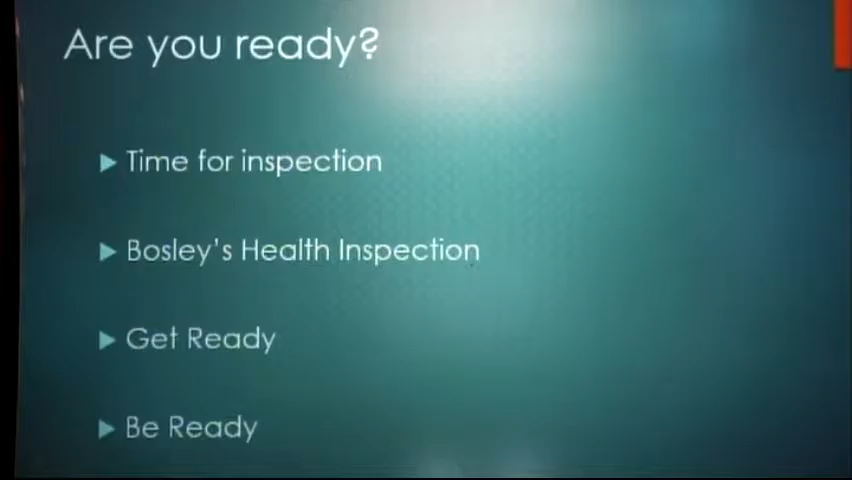 Are you ready?
Time for inspection
Bosley's Health Inspection
Get Ready
Be Ready